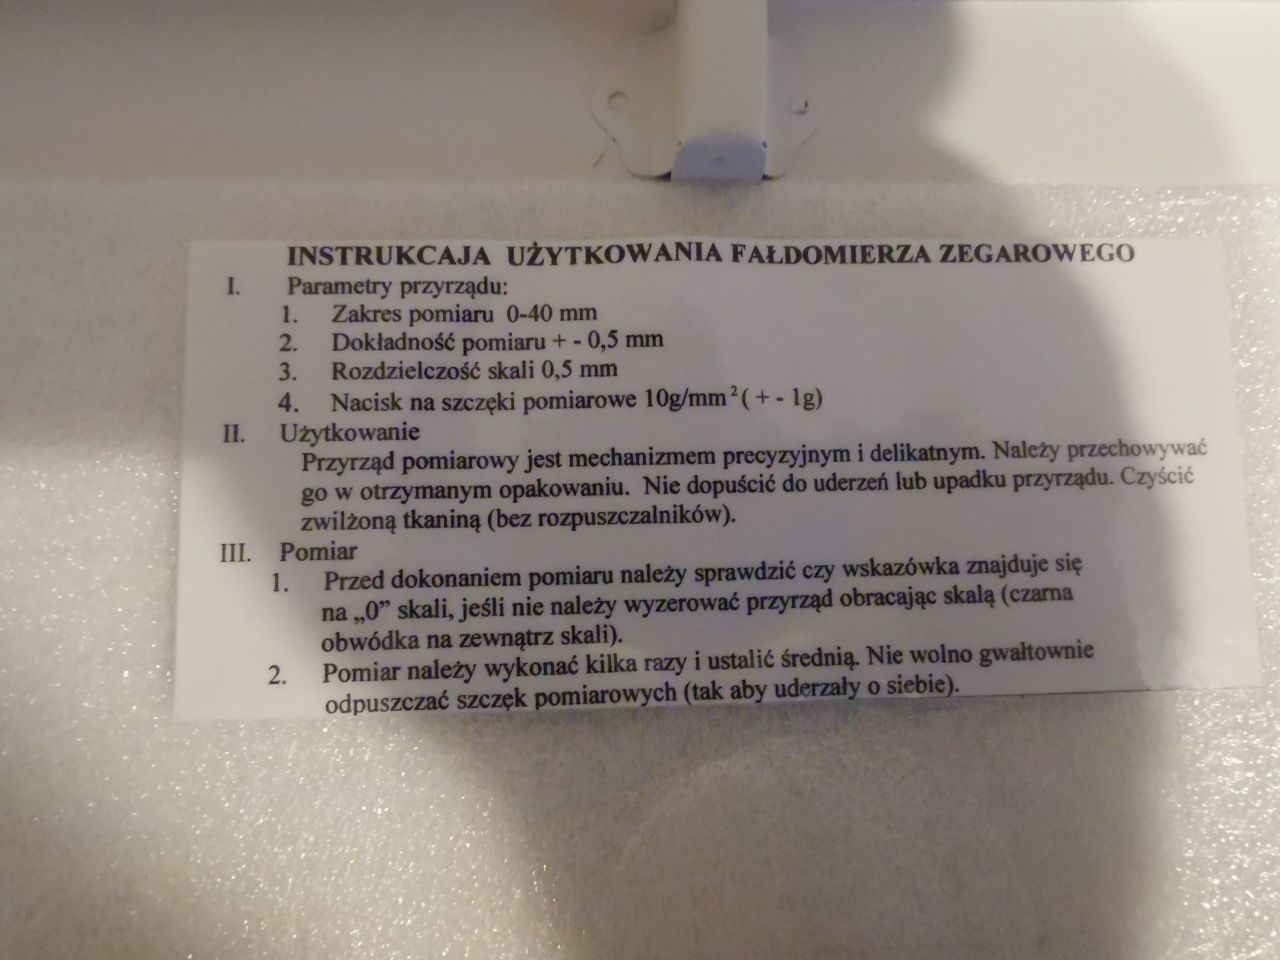 INSTRUKCAJA UŻYTKOWANIA FAŁDOMIERZA ZEGAROWEGO
I. Parametry przyrządu:
1. Zakres pomiaru 0-40 mm
2. Dokładność pomiaru + - 0,5 mm
3. Rozdzielczość skali 0,5 mm
4. Nacisk na szczęki pomiarowe 10g/mm² ( + - 1g)
II. Użytkowanie
Przyrząd pomiarowy jest mechanizmem precyzyjnym i delikatnym. Należy przechowywać
go w otrzymanym opakowaniu. Nie dopuścić do uderzeń lub upadku przyrządu. Czyścić
zwilżoną tkaniną (bez rozpuszczalników).
III. Pomiar
1. Przed dokonaniem pomiaru należy sprawdzić czy wskazówka znajduje się
na „0” skali, jeśli nie należy wyzerować przyrząd obracając skalą (czarna
obwódka na zewnątrz skali).
2. Pomiar należy wykonać kilka razy i ustalić średnią. Nie wolno gwałtownie
odpuszczać szczęk pomiarowych (tak aby uderzały o siebie).